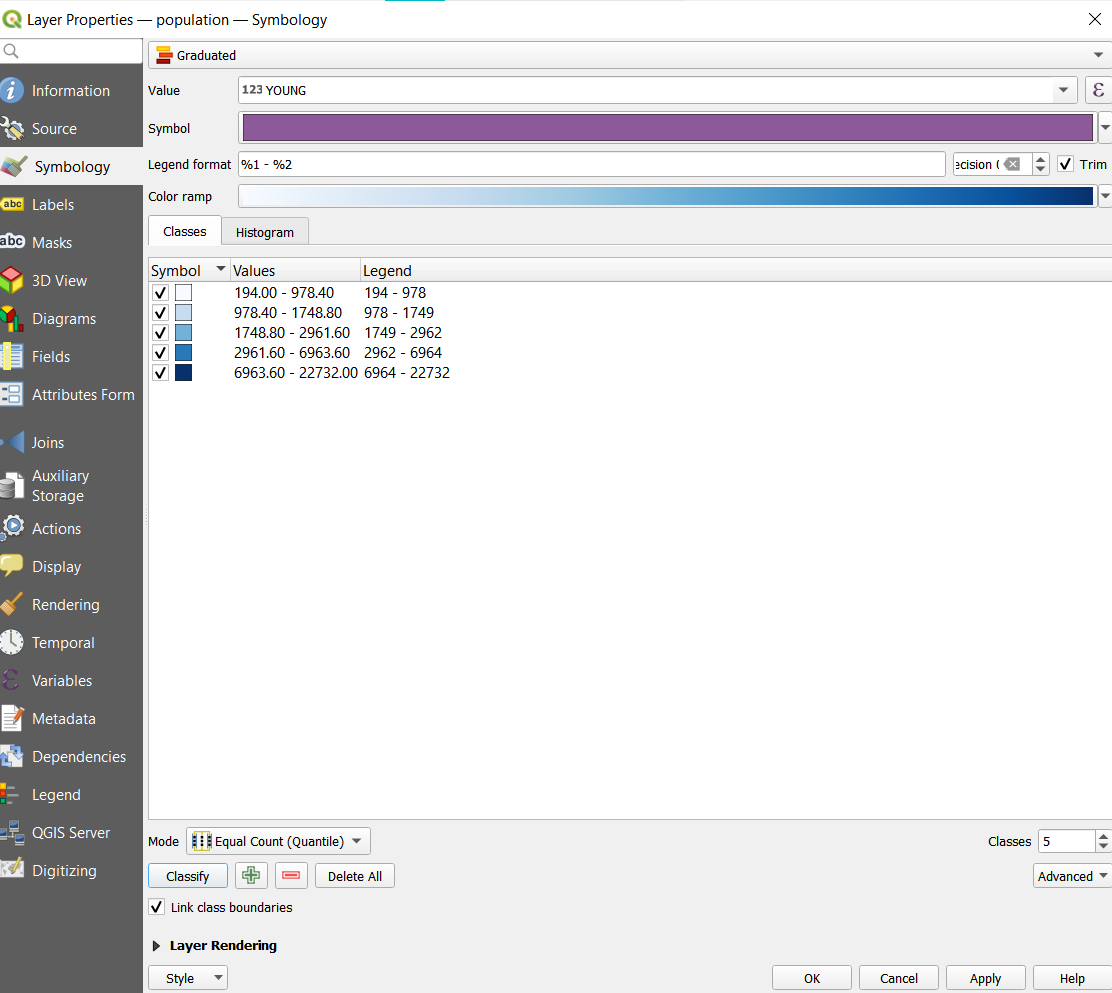 Layer Properties — population — Symbology
Graduated
Information
Value
123 YOUNG
ε
Source
Symbol
Symbology
Legend format
%1 - %2
ecision (
Trim
Color ramp
abc Labels
Classes
Histogram
abc Masks
Symbol Values Legend
3D View
194.00 - 978.40 194 - 978
978.40 - 1748.80 978 - 1749
Diagrams
1748.80 - 2961.60 1749 - 2962
2961.60 - 6963.60 2962 - 6964
Fields
6963.60 - 22732.00 6964 - 22732
Attributes Form
Joins
Auxiliary
Storage
Actions
Display
Rendering
Temporal
Variables
Metadata
Dependencies
Legend
QGIS Server
Digitizing
Mode
Equal Count (Quantile)
Classes
5
Classify
Delete All
Advanced
Link class boundaries
Layer Rendering
Style
OK
Cancel
Apply
Help